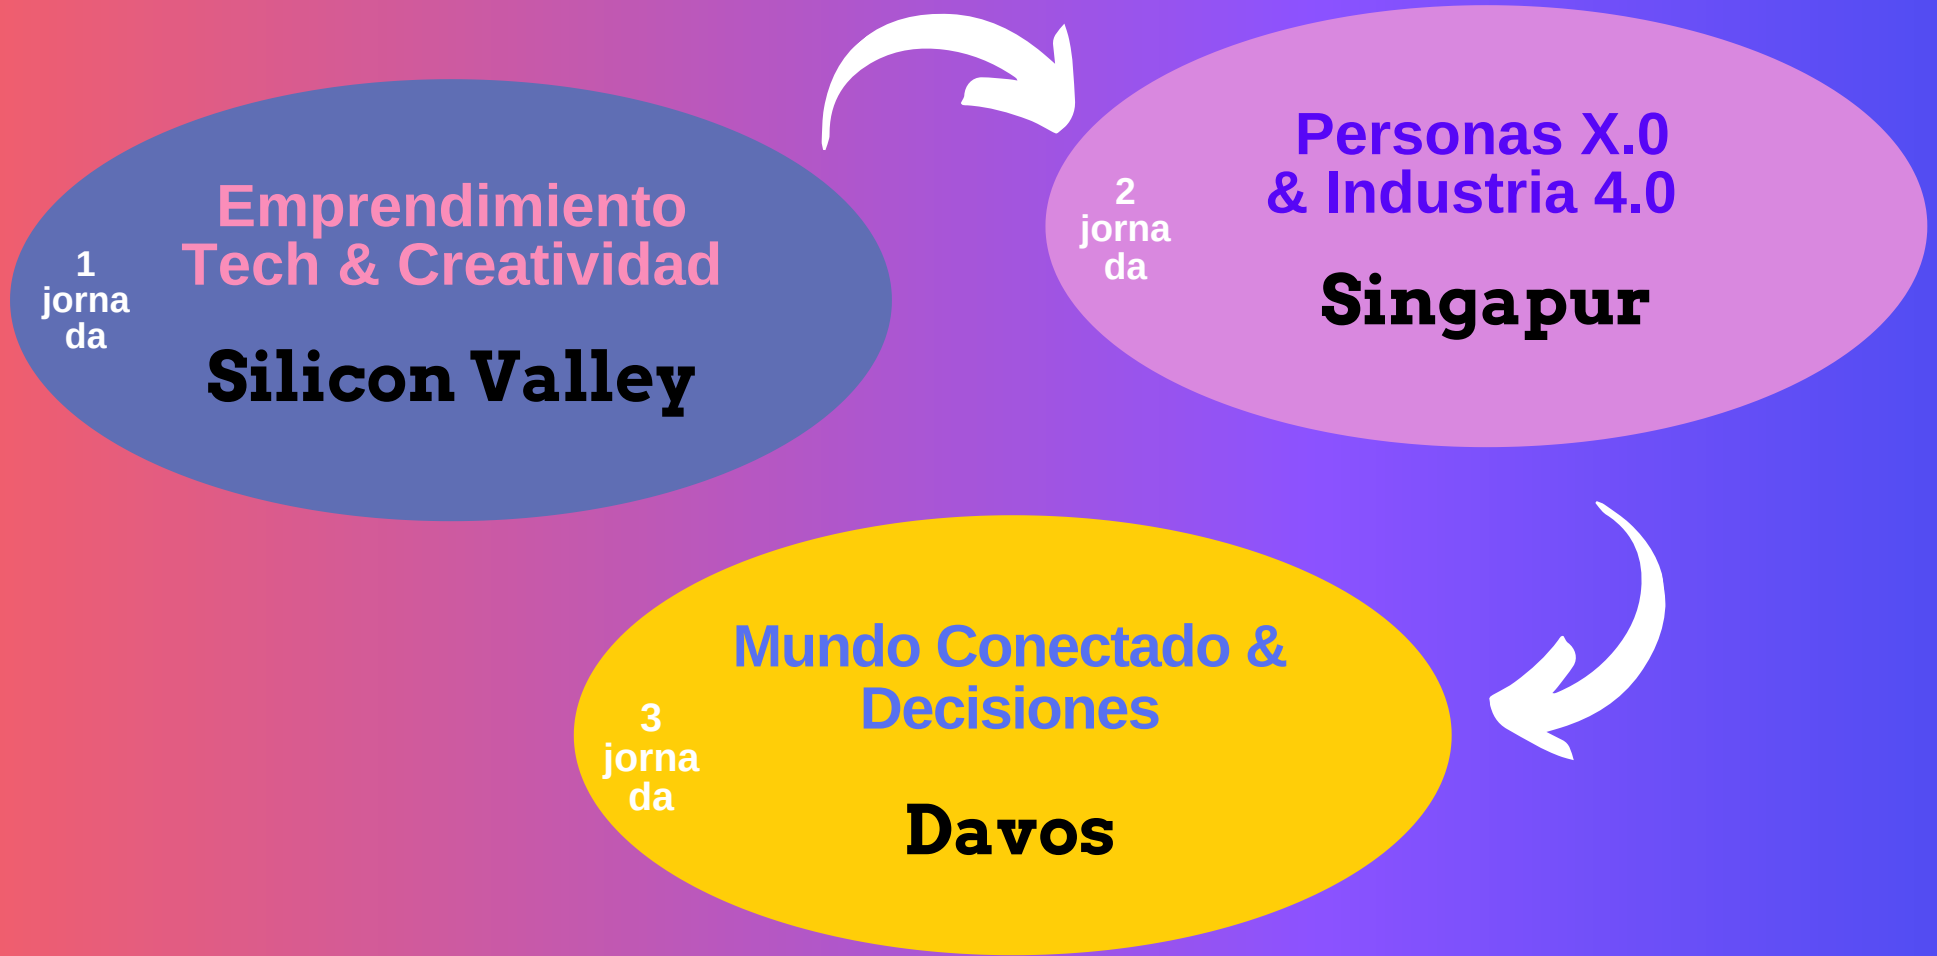 1
jorna
da
Emprendimiento
Tech & Creatividad
Silicon Valley
2
jorna
da
Personas X.0
& Industria 4.0
Singapur
3
jorna
da
Mundo Conectado &
Decisiones
Davos